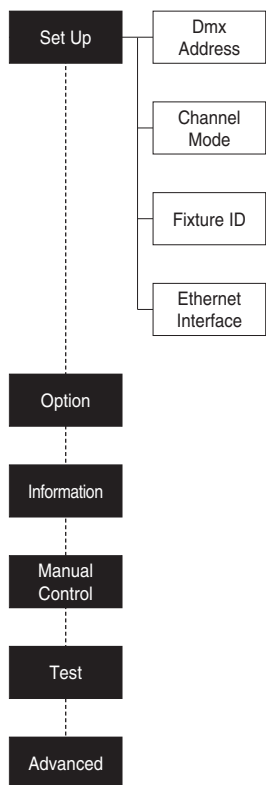 Set Up
Dmx
Address
Channel
Mode
Fixture ID
Ethernet
Interface
Option
Information
Manual
Control
Test
Advanced